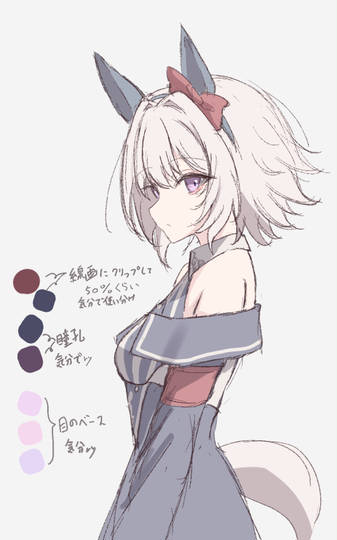 線画にクリップして
50%くらい
気分で使い分け
瞳孔
気分でッ
目のベース
気分ッ